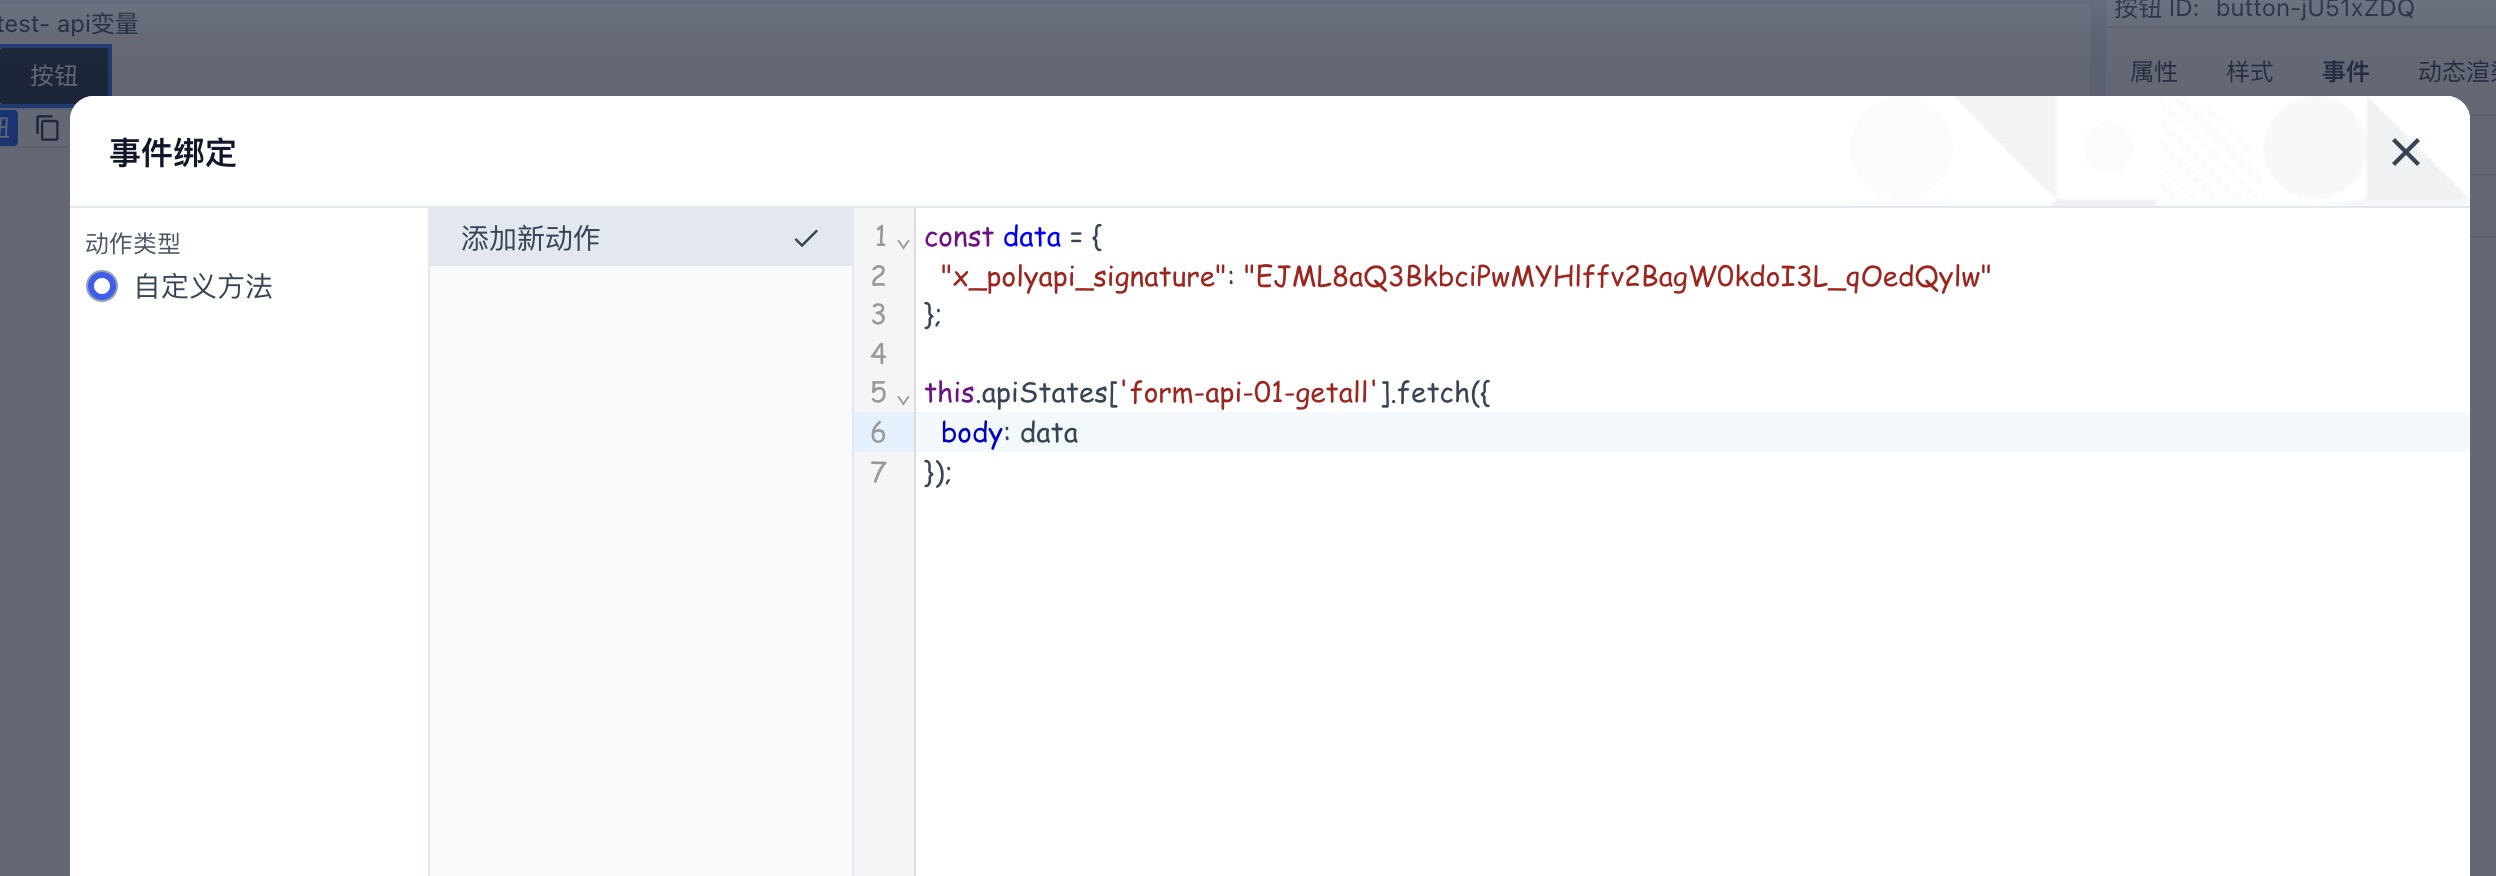 test- api变量
按钮 ID: button-jU51xZDQ
按钮
属性 样式 事件 动态渲
事件绑定
动作类型
自定义方法
添加新动作
1 const data = {
2 "x_polyapi_signature": "EJML8aQ3BkbciPwMYHlffv2BagW0kdoI3L_qOedQylw"
3 };
4
5 this.apiStates['form-api-01-getall'].fetch({
6 body: data
7 });